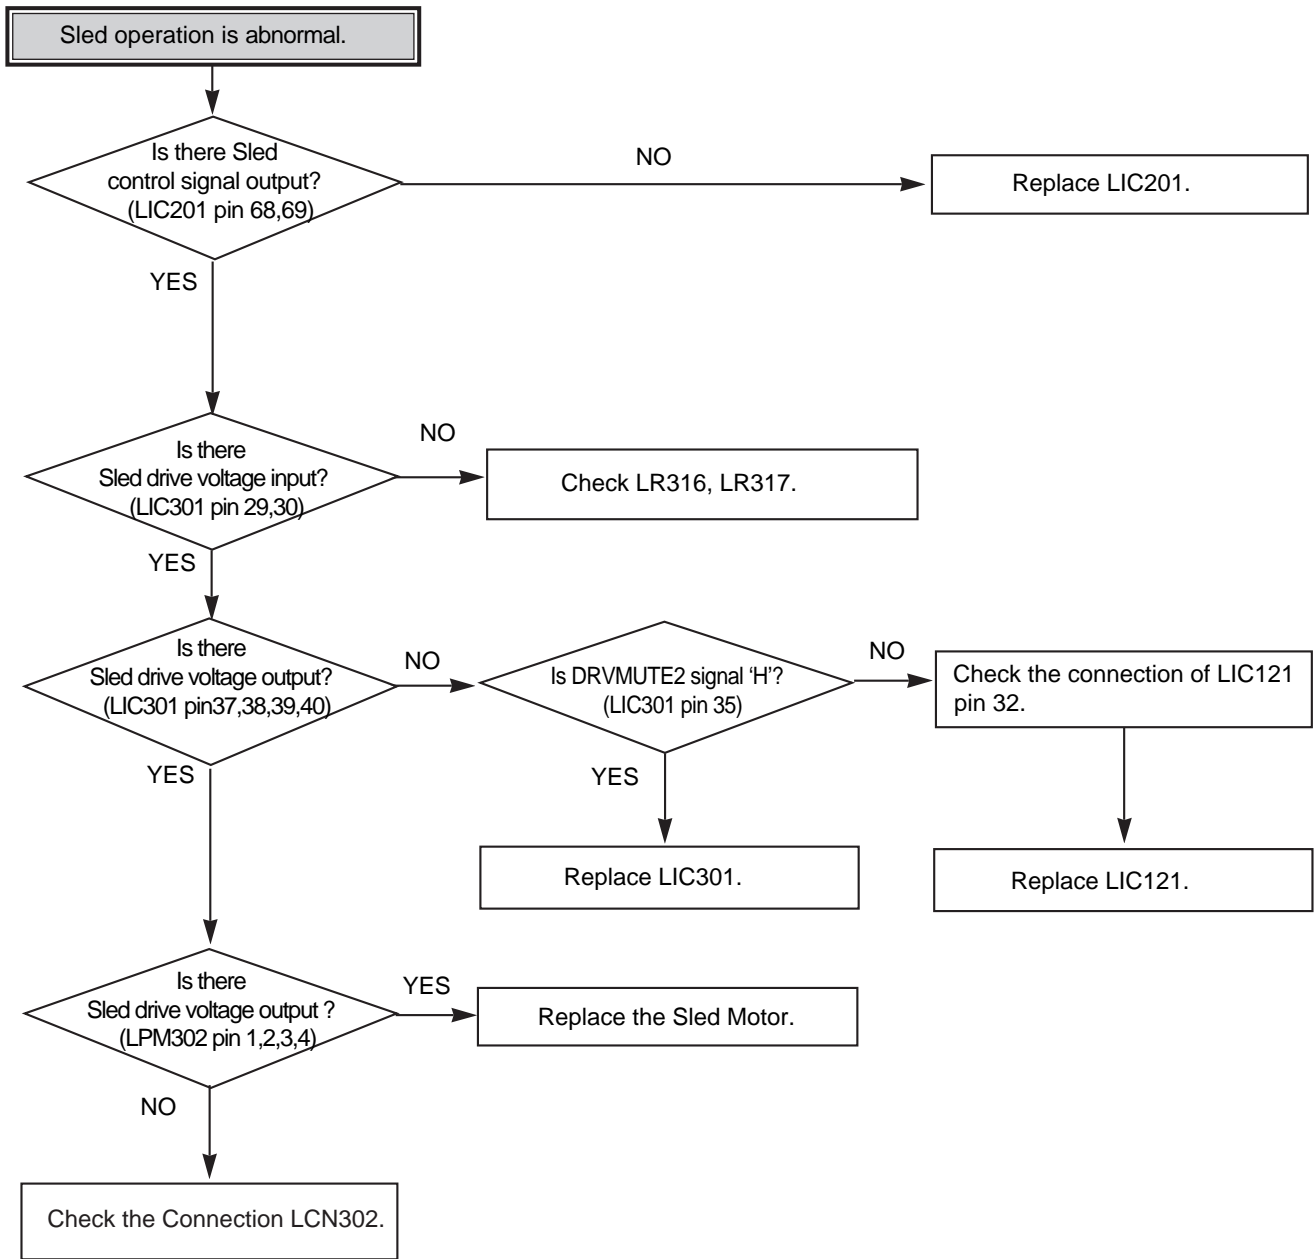 Sled operation is abnormal.
Is there Sled
control signal output?
(LIC201 pin 68,69)
NO
Replace LIC201.
YES
Is there
Sled drive voltage input?
(LIC301 pin 29,30)
NO
Check LR316, LR317.
YES
Is there
Sled drive voltage output?
(LIC301 pin37,38,39,40)
NO
Is DRVMUTE2 signal ‘H’?
(LIC301 pin 35)
NO
Check the connection of LIC121
pin 32.
YES
YES
Replace LIC301.
Replace LIC121.
Is there
Sled drive voltage output ?
(LPM302 pin 1,2,3,4)
YES
Replace the Sled Motor.
NO
Check the Connection LCN302.